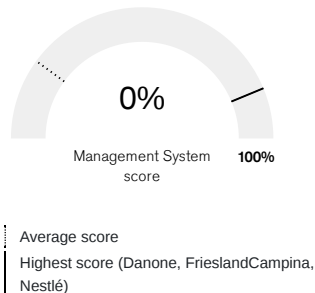 0%
Management System
score
100%
Average score
Highest score (Danone, FrieslandCampina,
Nestlé)